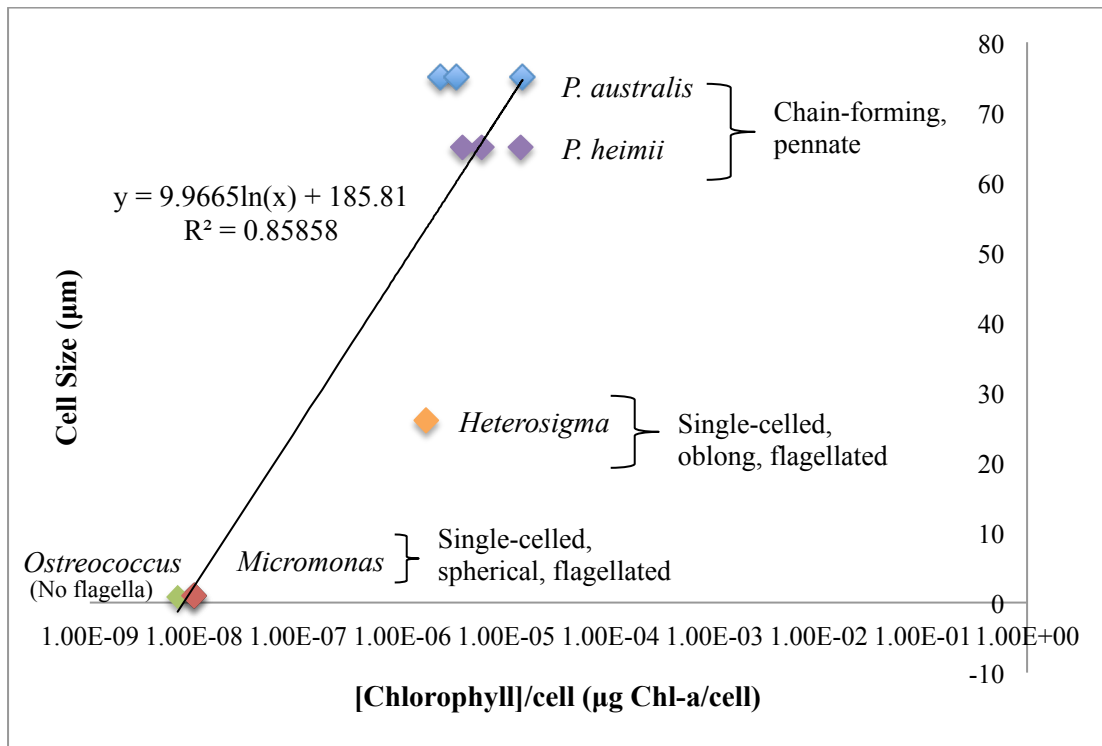 80
70
60
50
40
30
20
10
0
-10
P. australis
P. heimii
Chain-forming,
pennate
y = 9.9665ln(x) + 185.81
R² = 0.85858
Cell Size (µm)
Heterosigma
Single-celled,
oblong, flagellated
Ostreococcus
(No flagella)
Micromonas
Single-celled,
spherical, flagellated
1.00E-09 1.00E-08 1.00E-07 1.00E-06 1.00E-05 1.00E-04 1.00E-03 1.00E-02 1.00E-01 1.00E+00
[Chlorophyll]/cell (µg Chl-a/cell)